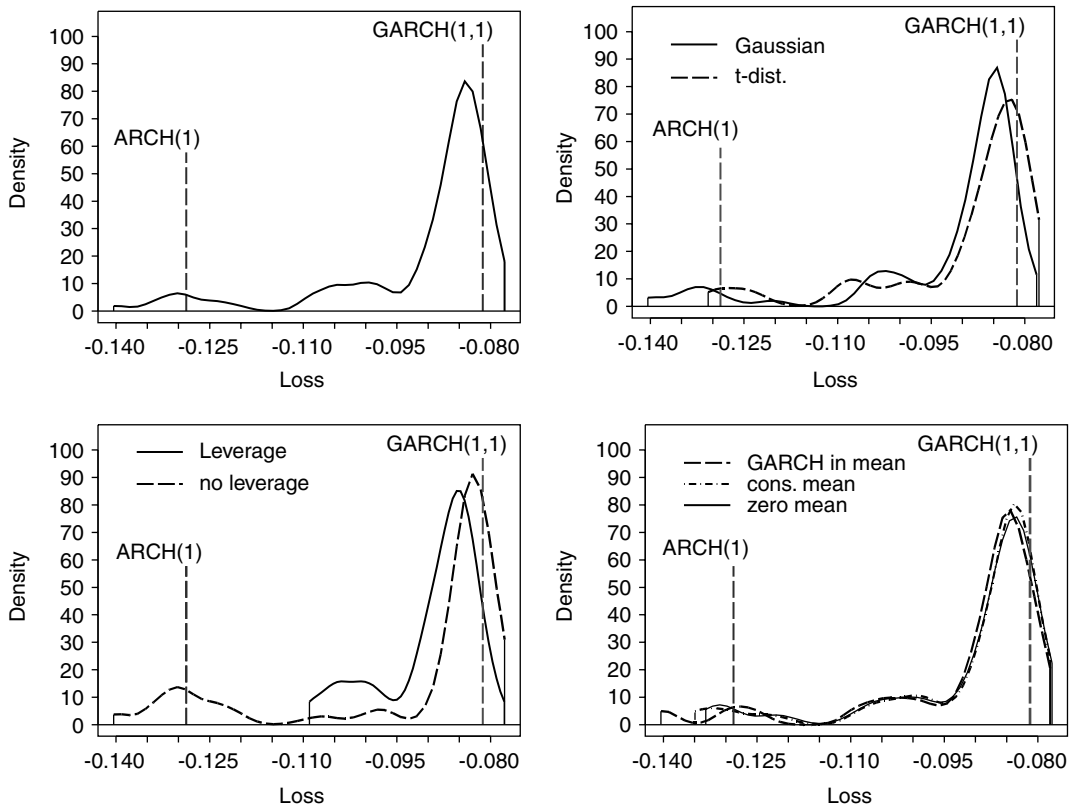 GARCH(1,1)
ARCH(1)
Density
100
90
80
70
60
50
40
30
20
10
0
-0.140 -0.125 -0.110 -0.095 -0.080
Loss
GARCH(1,1)
Gaussian
t-dist.
ARCH(1)
Density
100
90
80
70
60
50
40
30
20
10
0
-0.140 -0.125 -0.110 -0.095 -0.080
Loss
GARCH(1,1)
Leverage
no leverage
ARCH(1)
Density
100
90
80
70
60
50
40
30
20
10
0
-0.140 -0.125 -0.110 -0.095 -0.080
Loss
GARCH(1,1)
GARCH in mean
cons. mean
zero mean
ARCH(1)
Density
100
90
80
70
60
50
40
30
20
10
0
-0.140 -0.125 -0.110 -0.095 -0.080
Loss